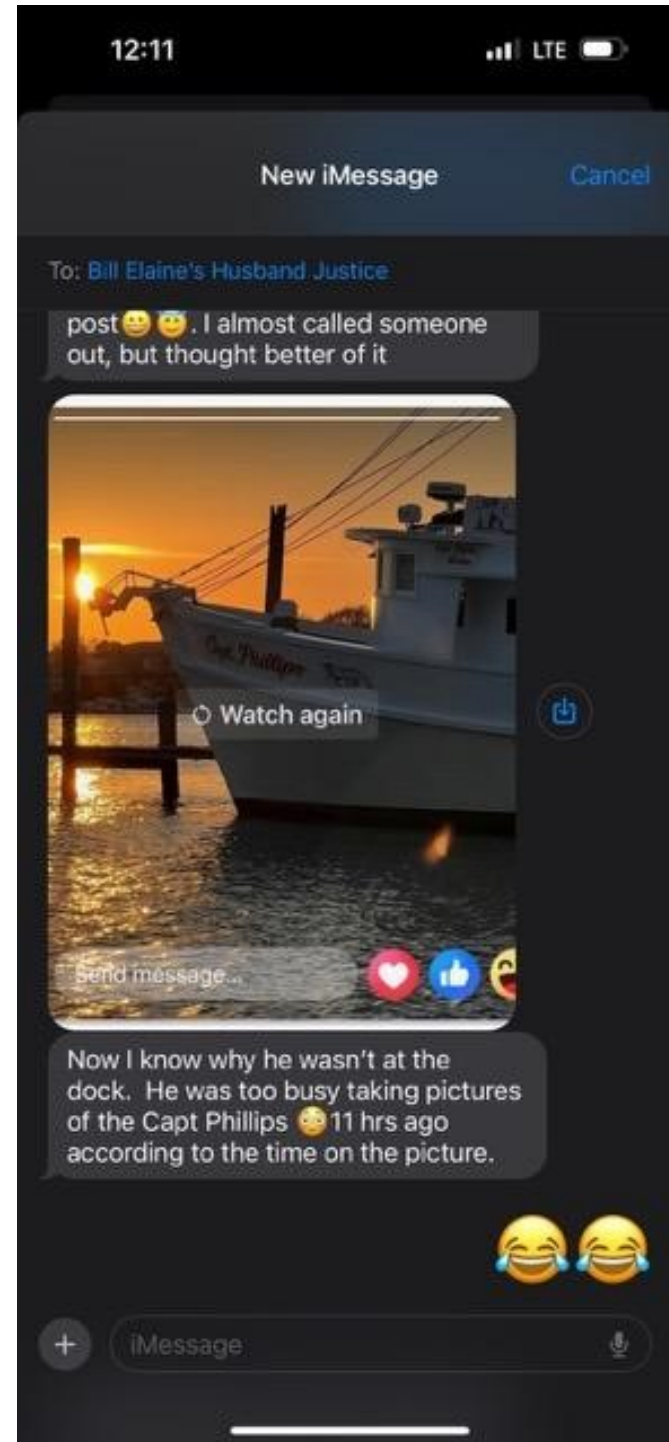 12:11
LTE
New iMessage
Cancel
To: Bill Elaine's Husband Justice
post😀😇. I almost called someone
out, but thought better of it
Capt. Phillips
Watch again
Send message...
Now I know why he wasn't at the
dock.  He was too busy taking pictures
of the Capt Phillips 😳11 hrs ago
according to the time on the picture.
😂😂
iMessage